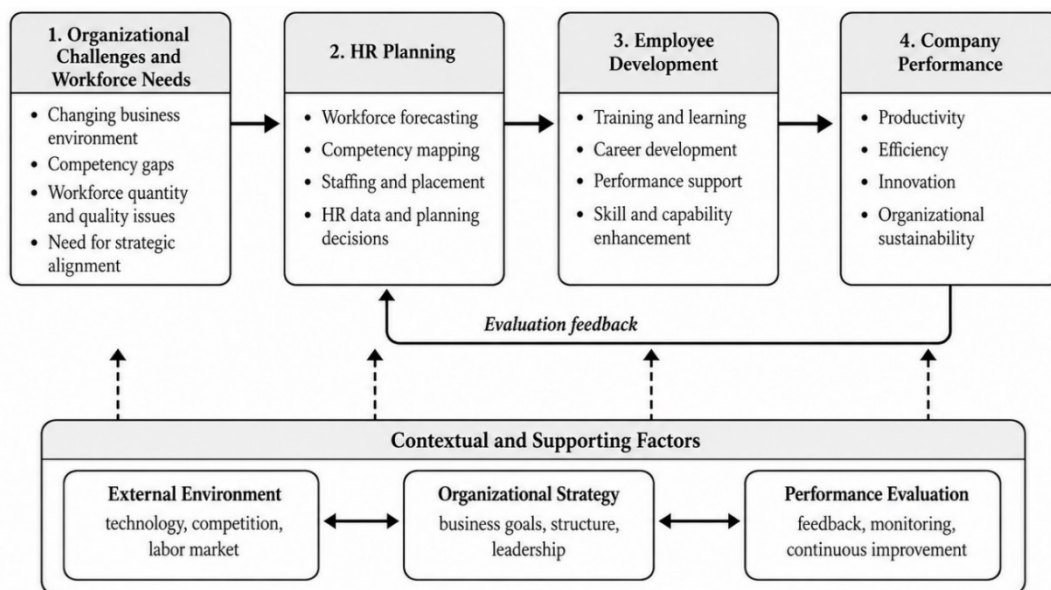 1. Organizational
Challenges and
Workforce Needs
• Changing business
environment
• Competency gaps
• Workforce quantity
and quality issues
• Need for strategic
alignment
2. HR Planning
• Workforce forecasting
• Competency mapping
• Staffing and placement
• HR data and planning
decisions
3. Employee
Development
• Training and learning
• Career development
• Performance support
• Skill and capability
enhancement
4. Company
Performance
• Productivity
• Efficiency
• Innovation
• Organizational
sustainability
Evaluation feedback
Contextual and Supporting Factors
External Environment
technology, competition,
labor market
Organizational Strategy
business goals, structure,
leadership
Performance Evaluation
feedback, monitoring,
continuous improvement